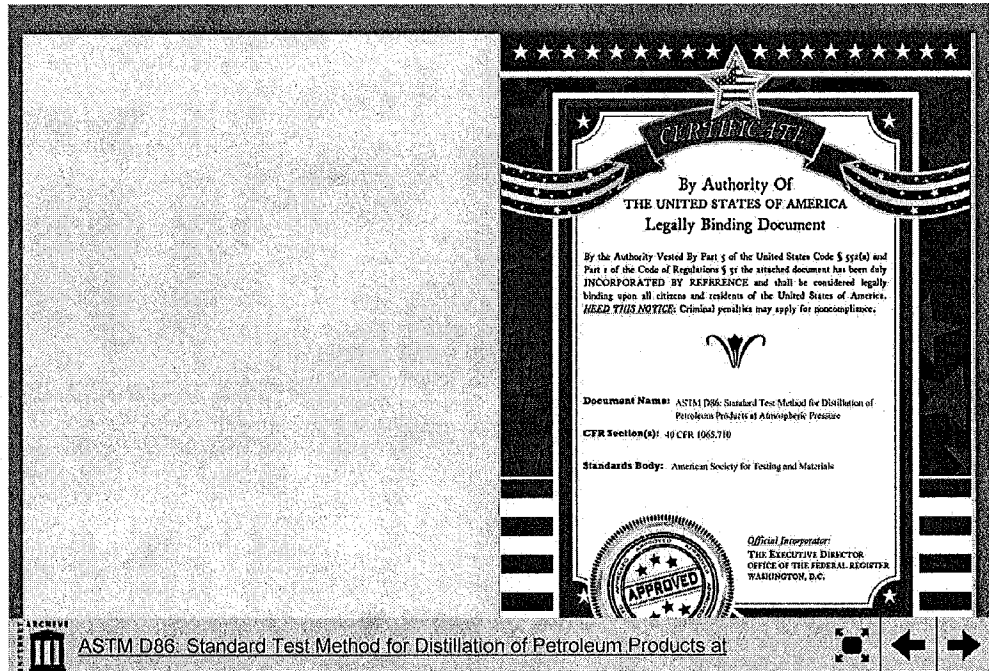 CERTIFICATE
By Authority Of
THE UNITED STATES OF AMERICA
Legally Binding Document
By the Authority Vested By Part 5 of the United States Code § 552(a) and
Part 1 of the Code of Regulations § 51 the attached document has been duly
INCORPORATED BY REFERENCE and shall be considered legally
binding upon all citizens and residents of the United States of America.
HEED THIS NOTICE: Criminal penalties may apply for noncompliance.
Document Name: ASTM D86: Standard Test Method for Distillation of
Petroleum Products at Atmospheric Pressure
CFR Section(s): 40 CFR 1065.710
Standards Body: American Society for Testing and Materials
Official Incorporator:
THE EXECUTIVE DIRECTOR
OFFICE OF THE FEDERAL REGISTER
WASHINGTON, D.C.
APPROVED
INTERNET ARCHIVE
ASTM D86: Standard Test Method for Distillation of Petroleum Products at